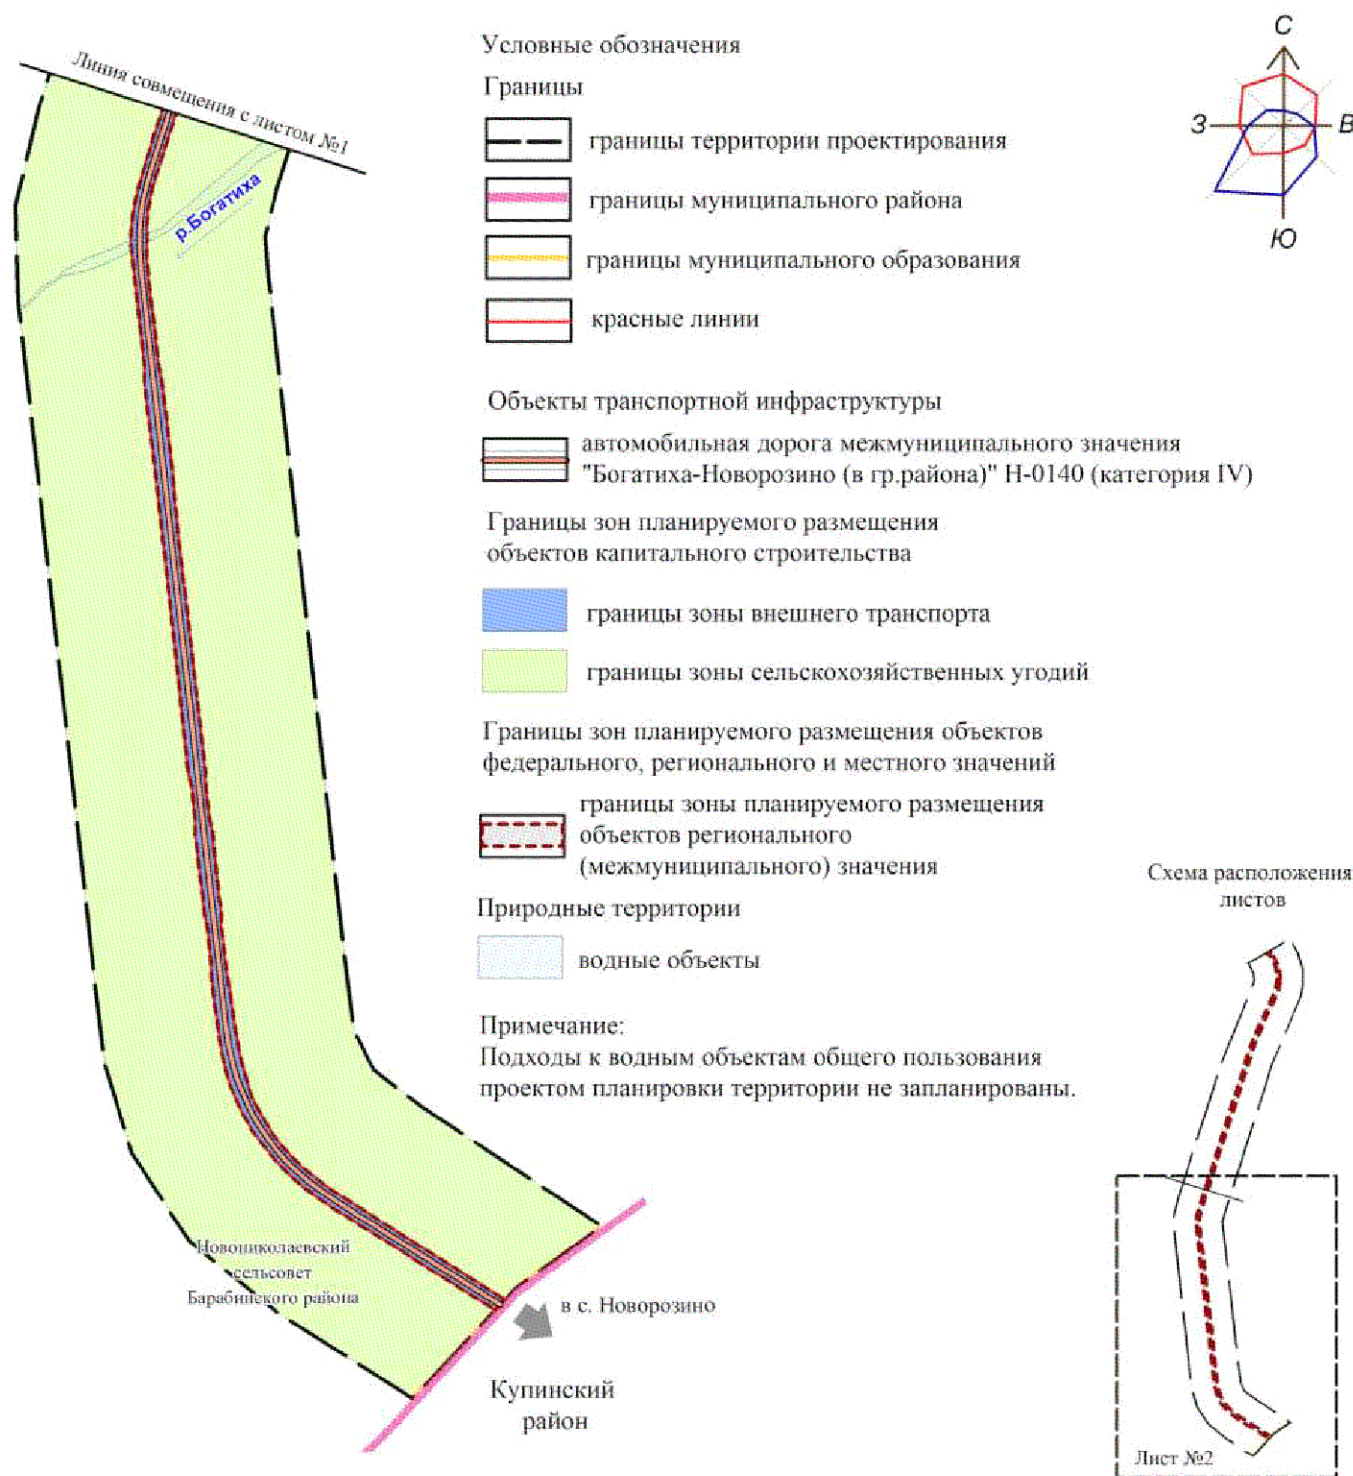 Линия совмещения с листом №1
р.Богатиха
Новониколаевский
сельсовет
Барабинского района
в с. Новорозино
Купинский
район
Условные обозначения
Границы
границы территории проектирования
границы муниципального района
границы муниципального образования
красные линии
Объекты транспортной инфраструктуры
автомобильная дорога межмуниципального значения
"Богатиха-Новорозино (в гр.района)" Н-0140 (категория IV)
Границы зон планируемого размещения
объектов капитального строительства
границы зоны внешнего транспорта
границы зоны сельскохозяйственных угодий
Границы зон планируемого размещения объектов
федерального, регионального и местного значений
границы зоны планируемого размещения
объектов регионального
(межмуниципального) значения
Природные территории
водные объекты
Примечание:
Подходы к водным объектам общего пользования
проектом планировки территории не запланированы.
С
З
В
Ю
Схема расположения
листов
Лист №2